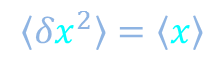 ⟨δx²⟩ = ⟨x⟩